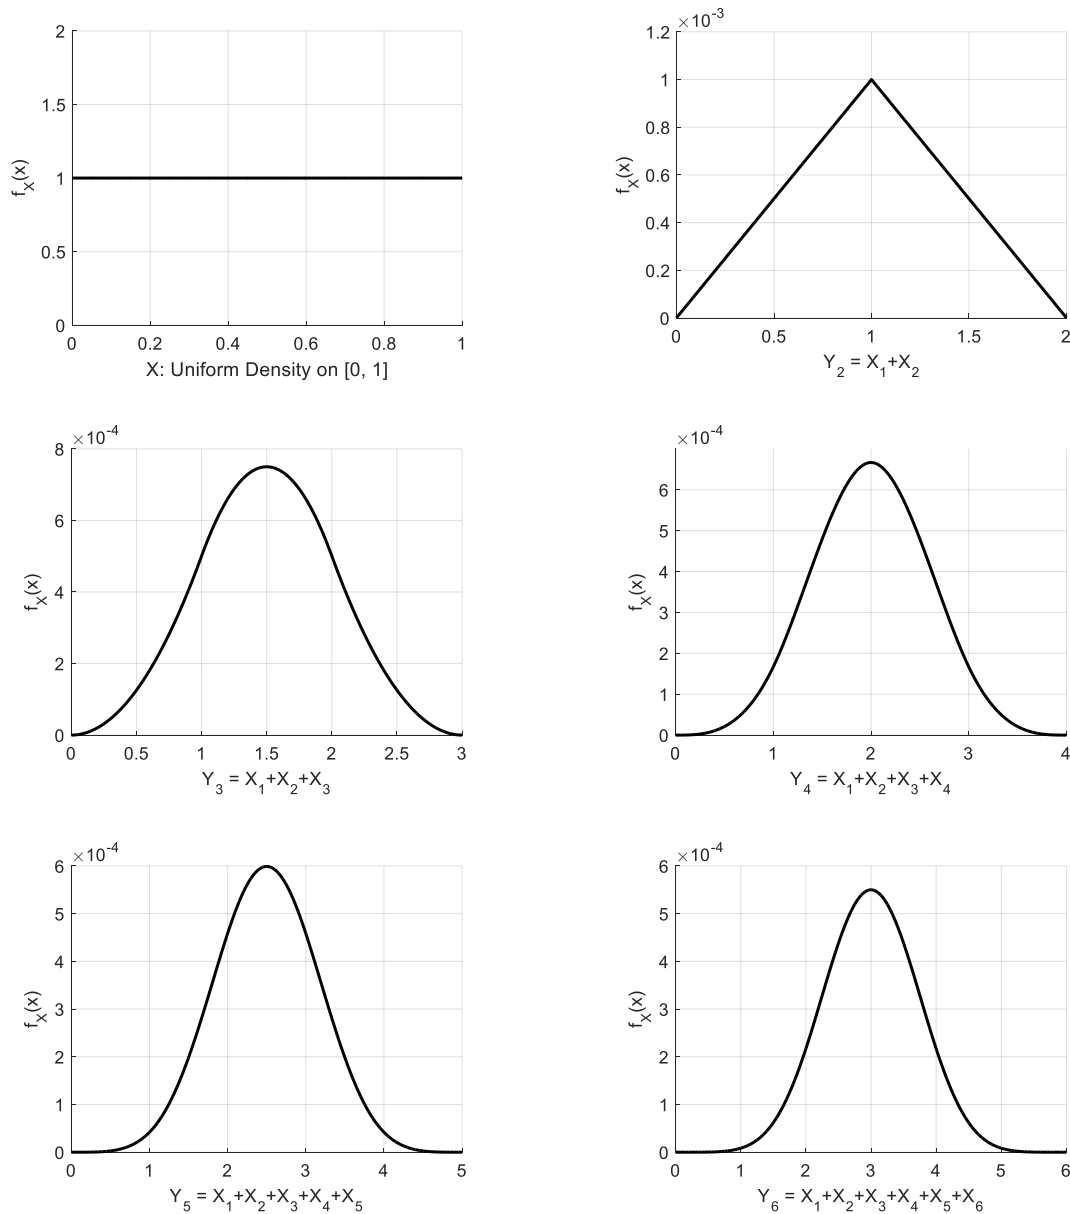 2
1.5
1
0.5
0
f_X(x)
0 0.2 0.4 0.6 0.8 1
X: Uniform Density on [0, 1]
×10^-3
1.2
1
0.8
0.6
0.4
0.2
0
f_X(x)
0 0.5 1 1.5 2
Y_2 = X_1+X_2
×10^-4
8
6
4
2
0
f_X(x)
0 0.5 1 1.5 2 2.5 3
Y_3 = X_1+X_2+X_3
×10^-4
6
5
4
3
2
1
0
f_X(x)
0 1 2 3 4
Y_4 = X_1+X_2+X_3+X_4
×10^-4
6
5
4
3
2
1
0
f_X(x)
0 1 2 3 4 5
Y_5 = X_1+X_2+X_3+X_4+X_5
×10^-4
6
5
4
3
2
1
0
f_X(x)
0 1 2 3 4 5 6
Y_6 = X_1+X_2+X_3+X_4+X_5+X_6